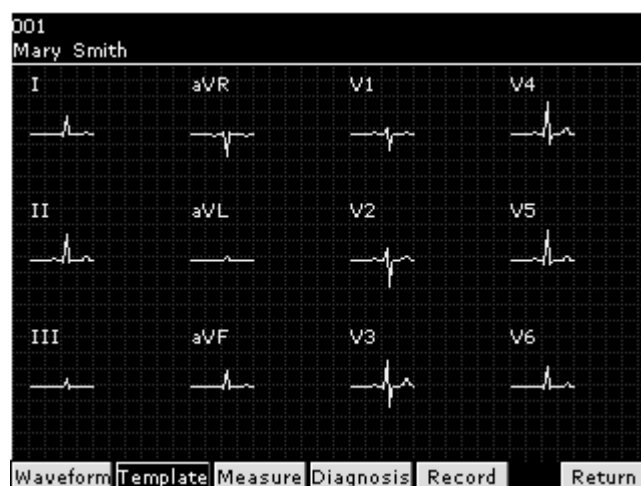 001
Mary Smith
I aVR V1 V4
II aVL V2 V5
III aVF V3 V6
Waveform Template Measure Diagnosis Record Return